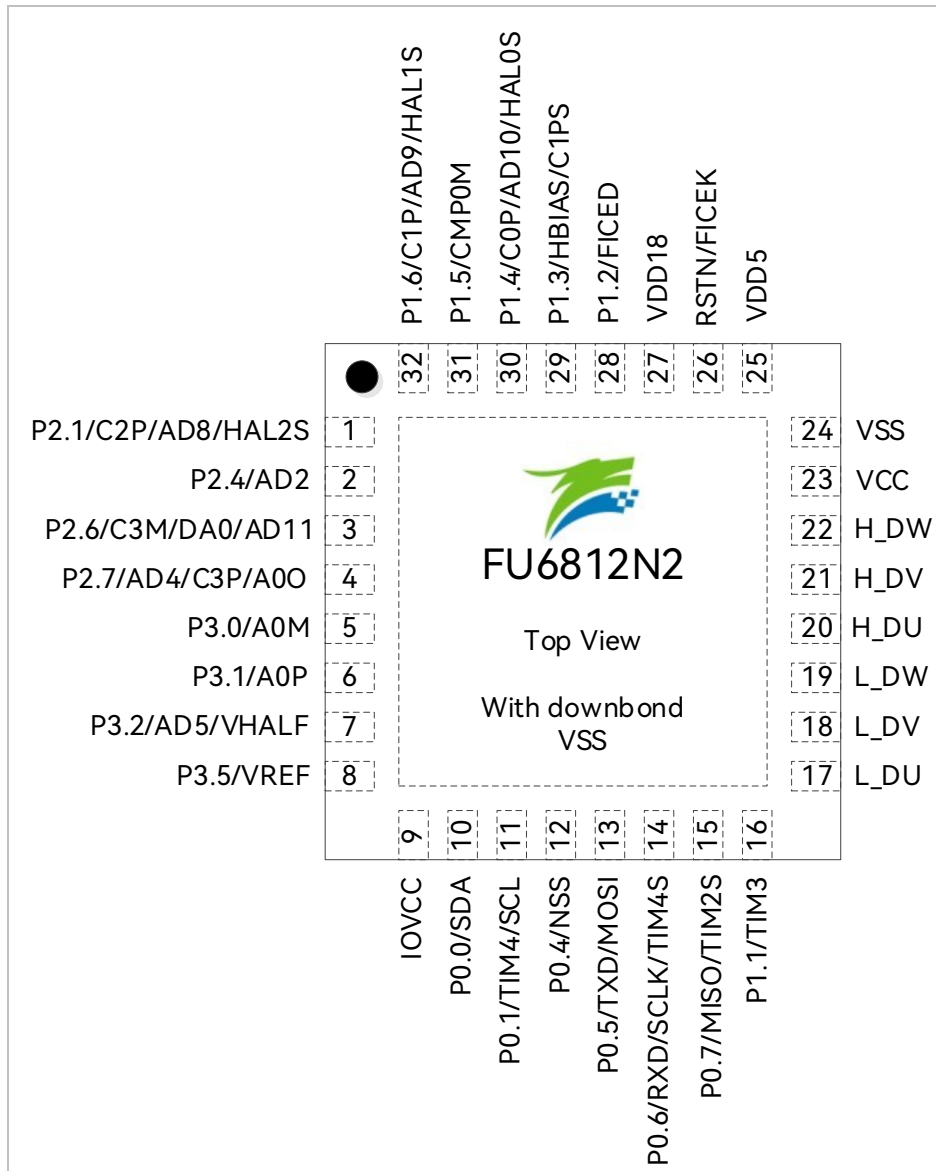 P1.6/C1P/AD9/HAL1S
P1.5/CMP0M
P1.4/C0P/AD10/HAL0S
P1.3/HBIAS/C1PS
P1.2/FICED
VDD18
RSTN/FICEK
VDD5
32
31
30
29
28
27
26
25
P2.1/C2P/AD8/HAL2S 1
P2.4/AD2 2
P2.6/C3M/DA0/AD11 3
P2.7/AD4/C3P/A0O 4
P3.0/A0M 5
P3.1/A0P 6
P3.2/AD5/VHALF 7
P3.5/VREF 8
FU6812N2
Top View
With downbond
VSS
24 VSS
23 VCC
22 H_DW
21 H_DV
20 H_DU
19 L_DW
18 L_DV
17 L_DU
9
10
11
12
13
14
15
16
IOVCC
P0.0/SDA
P0.1/TIM4/SCL
P0.4/NSS
P0.5/TXD/MOSI
P0.6/RXD/SCLK/TIM4S
P0.7/MISO/TIM2S
P1.1/TIM3